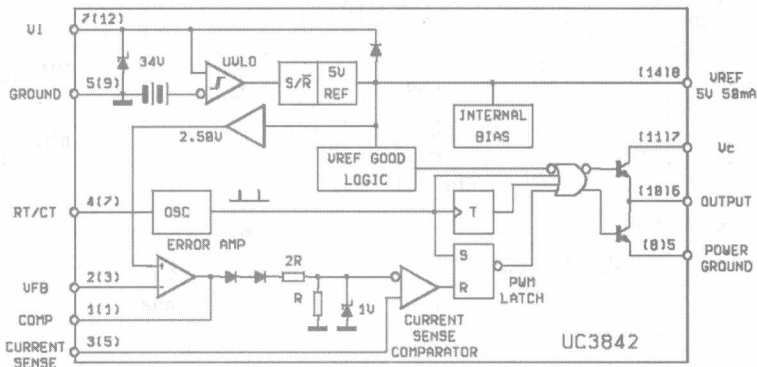 7(12)
VI
34V
UVLO
5(9)
GROUND
S/R̅
5V
REF
(14)8
VREF
5V 50mA
2.50V
INTERNAL
BIAS
(11)7
Vc
VREF GOOD
LOGIC
4(7)
RT/CT
OSC
T
(10)6
OUTPUT
ERROR AMP
2R
S
(8)5
POWER
GROUND
+
2(3)
VFB
-
R
1V
R
PWM
LATCH
1(1)
COMP
CURRENT
SENSE
COMPARATOR
3(5)
CURRENT
SENSE
UC3842